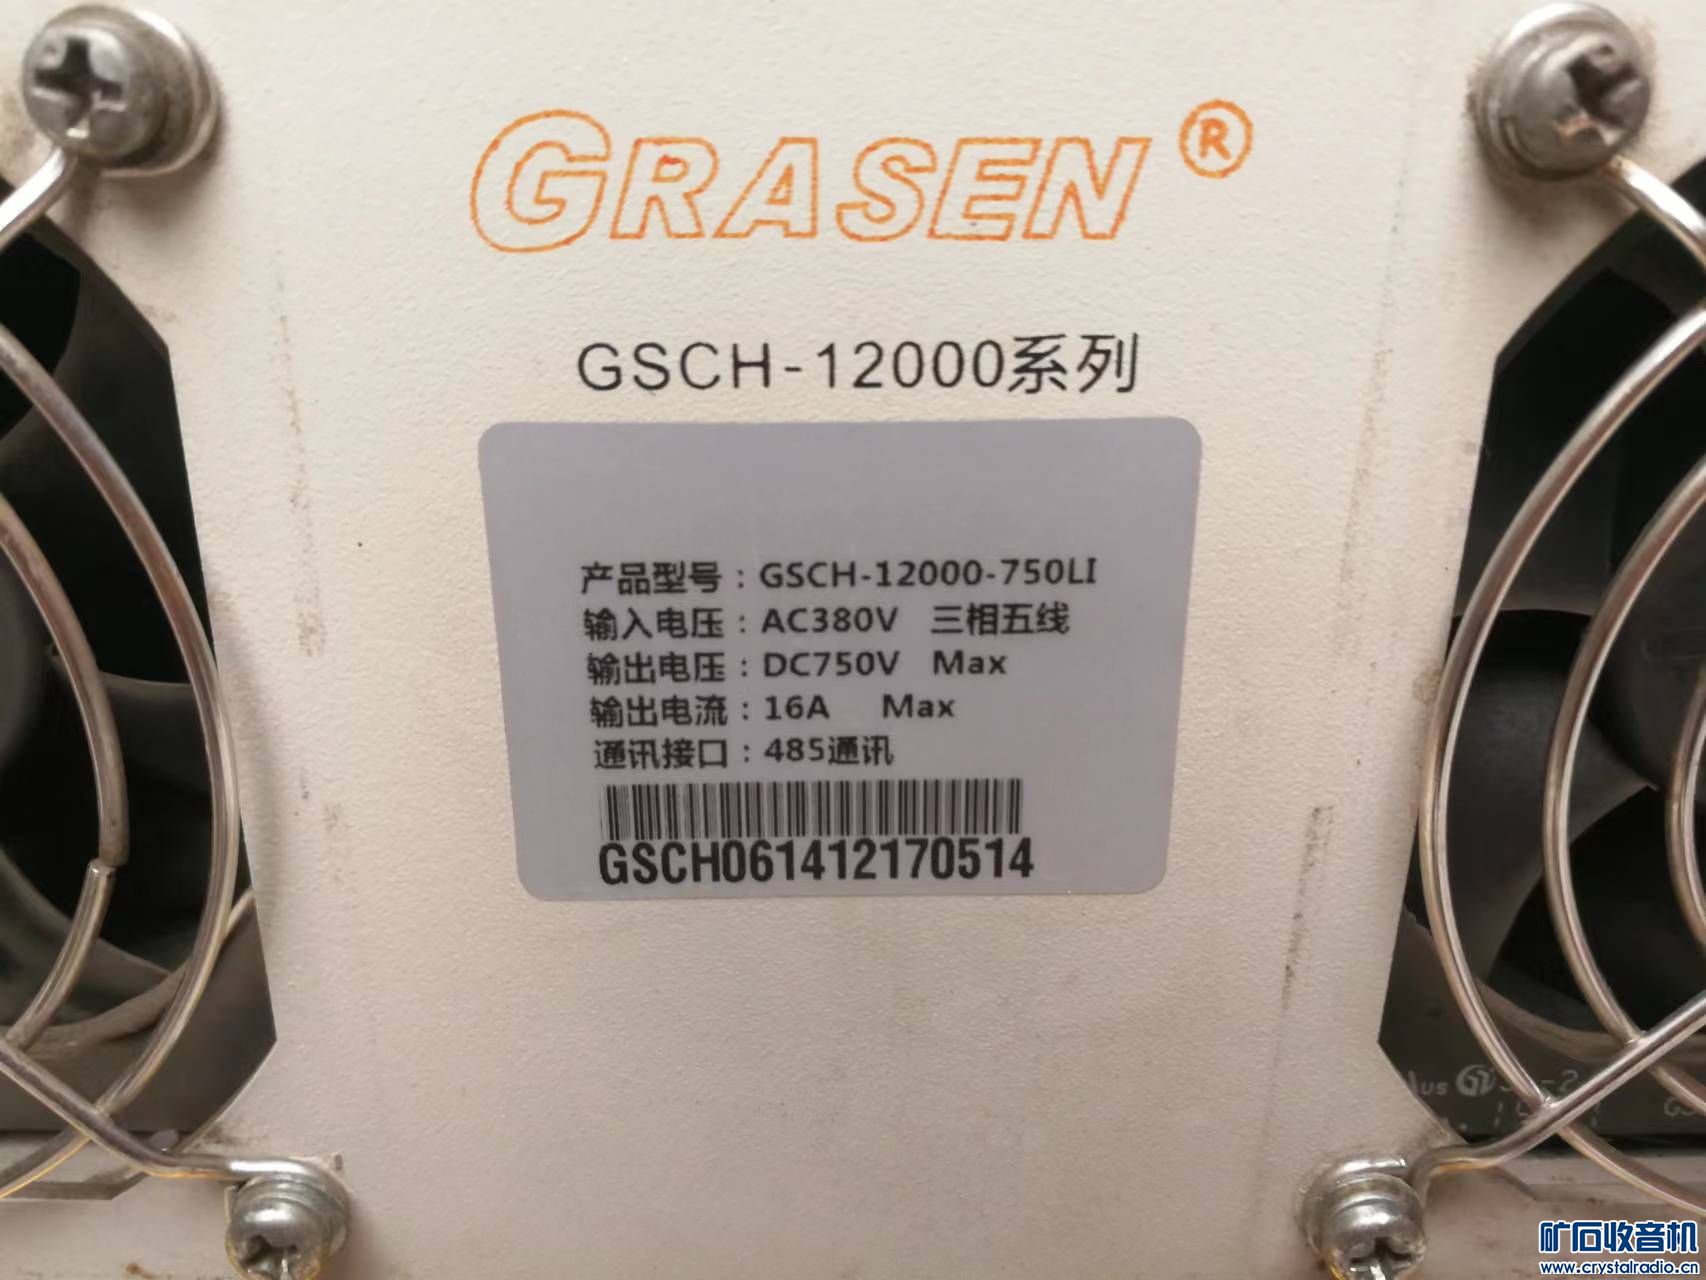 GRASEN®
GSCH-12000系列
产品型号：GSCH-12000-750LI
输入电压：AC380V 三相五线
输出电压：DC750V Max
输出电流：16A Max
通讯接口：485通讯
GSCH061412170514
矿石收音机
www.crystalradio.cn